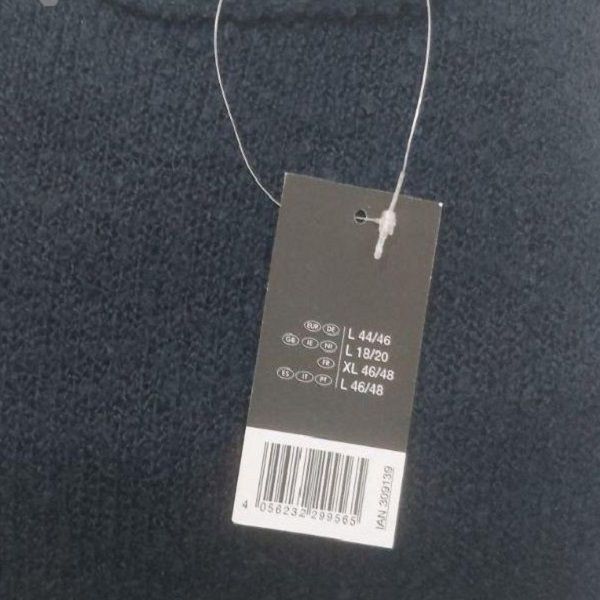 EUR DE L 44/46
GB IE NI L 18/20
FR XL 46/48
ES IT PT L 46/48
4 056232 299565
IAN 309139